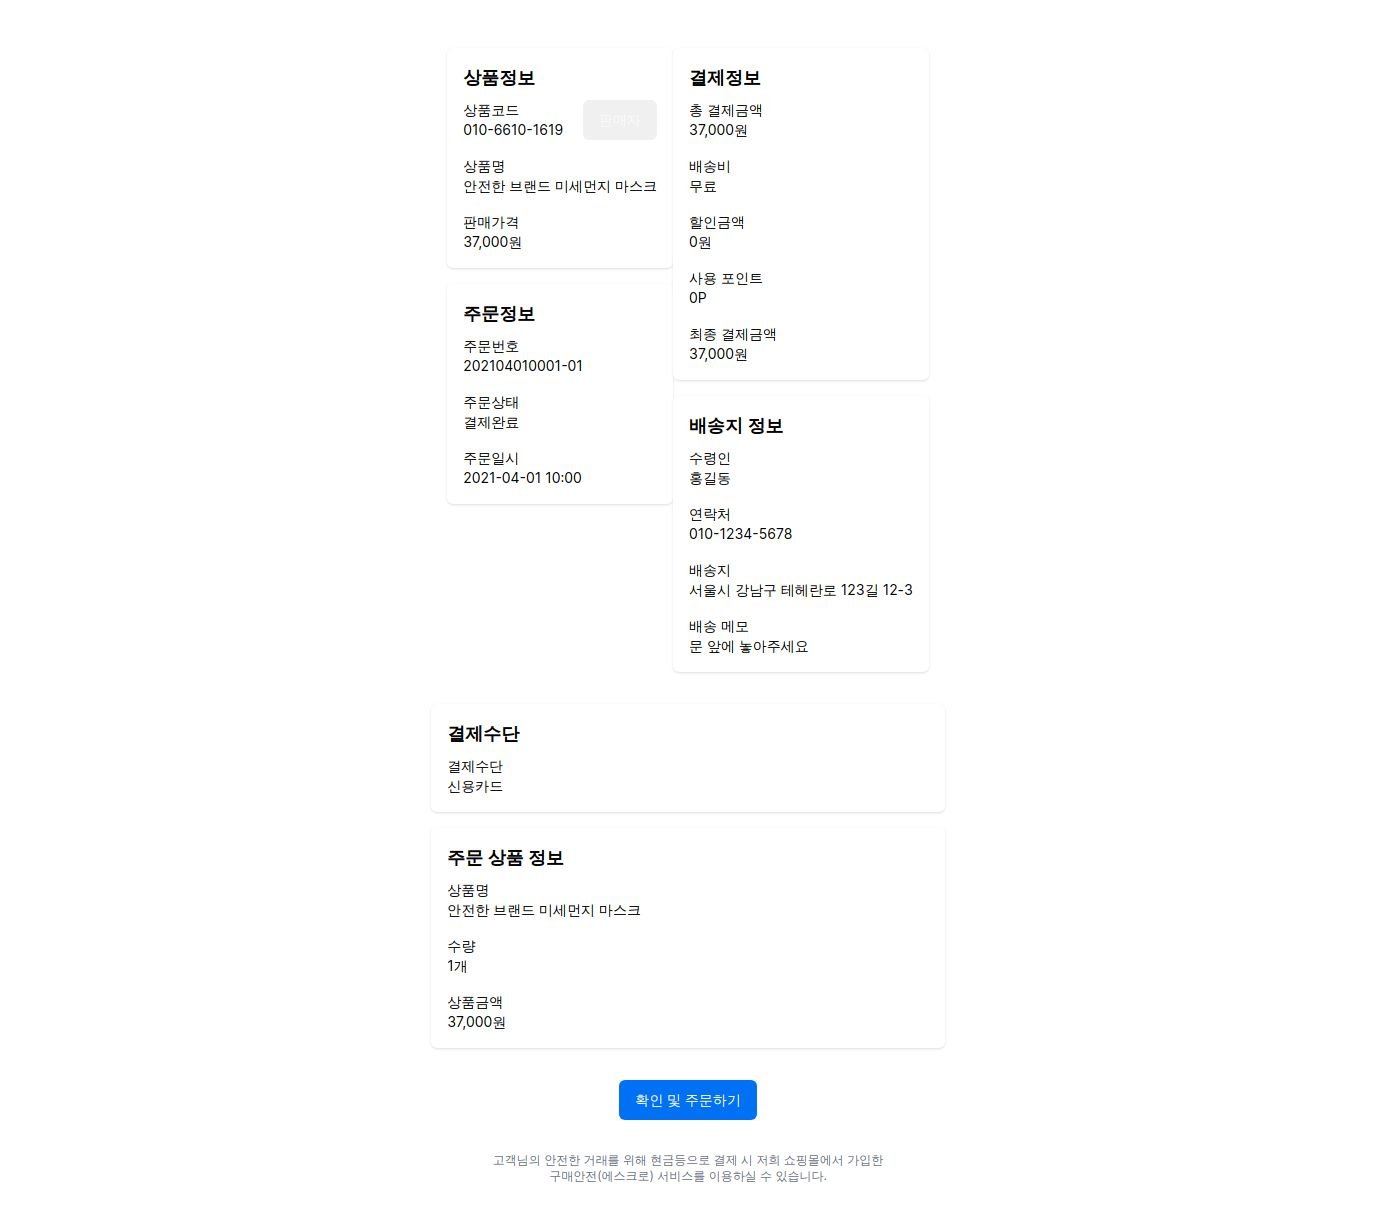 상품정보
상품코드
010-6610-1619
판매자
상품명
안전한 브랜드 미세먼지 마스크
판매가격
37,000원
주문정보
주문번호
202104010001-01
주문상태
결제완료
주문일시
2021-04-01 10:00
결제정보
총 결제금액
37,000원
배송비
무료
할인금액
0원
사용 포인트
0P
최종 결제금액
37,000원
배송지 정보
수령인
홍길동
연락처
010-1234-5678
배송지
서울시 강남구 테헤란로 123길 12-3
배송 메모
문 앞에 놓아주세요
결제수단
결제수단
신용카드
주문 상품 정보
상품명
안전한 브랜드 미세먼지 마스크
수량
1개
상품금액
37,000원
확인 및 주문하기
고객님의 안전한 거래를 위해 현금등으로 결제 시 저희 쇼핑몰에서 가입한
구매안전(에스크로) 서비스를 이용하실 수 있습니다.